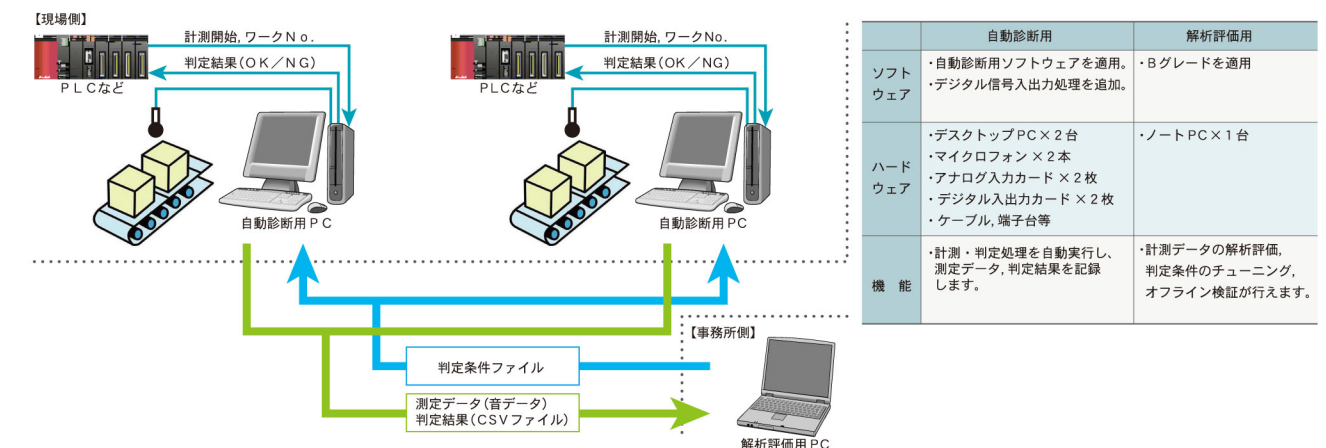 【現場側】
計測開始, ワークNo.
判定結果(OK/NG)
PLCなど
自動診断用PC
計測開始, ワークNo.
判定結果(OK/NG)
PLCなど
自動診断用PC
【事務所側】
判定条件ファイル
測定データ(音データ)
判定結果(CSVファイル)
解析評価用PC
自動診断用
解析評価用
ソフト
ウェア
・自動診断用ソフトウェアを適用。
・デジタル信号入出力処理を追加。
・Bグレードを適用
ハード
ウェア
・デスクトップPC×2台
・マイクロフォン×2本
・アナログ入力カード×2枚
・デジタル入出力カード×2枚
・ケーブル, 端子台等
・ノートPC×1台
機 能
・計測・判定処理を自動実行し、
測定データ, 判定結果を記録
します。
・計測データの解析評価,
判定条件のチューニング,
オフライン検証が行えます。